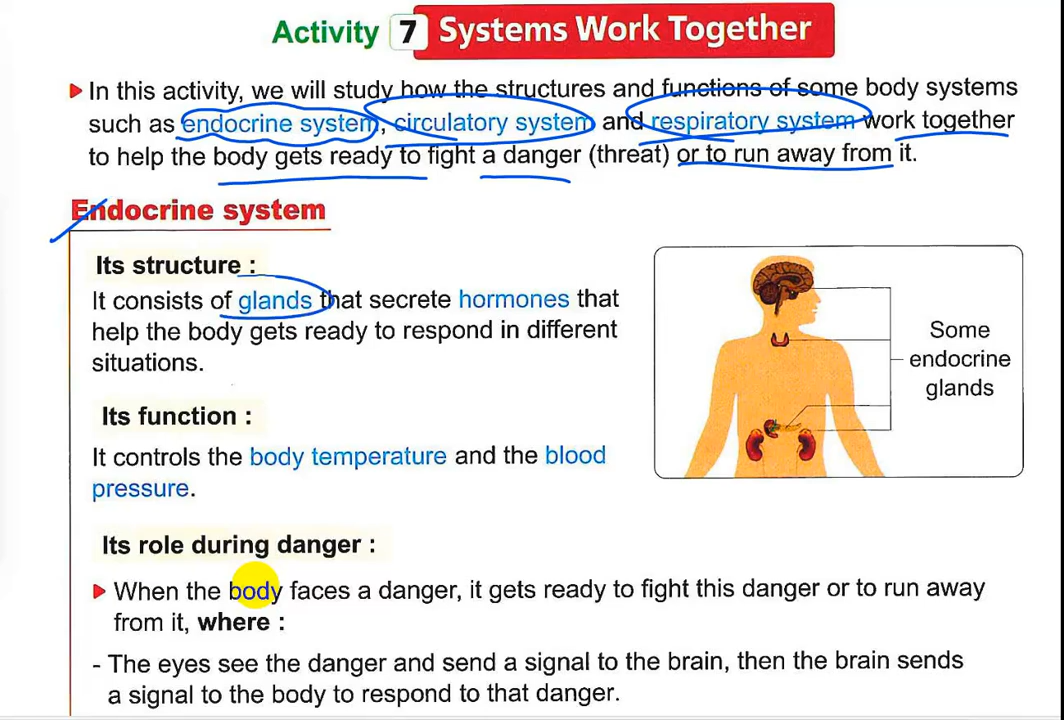 Activity 7 Systems Work Together
In this activity, we will study how the structures and functions of some body systems
such as endocrine system, circulatory system and respiratory system work together
to help the body gets ready to fight a danger (threat) or to run away from it.
Endocrine system
Its structure :
It consists of glands that secrete hormones that
help the body gets ready to respond in different
situations.
Some
endocrine
glands
Its function :
It controls the body temperature and the blood
pressure.
Its role during danger :
When the body faces a danger, it gets ready to fight this danger or to run away
from it, where :
- The eyes see the danger and send a signal to the brain, then the brain sends
a signal to the body to respond to that danger.